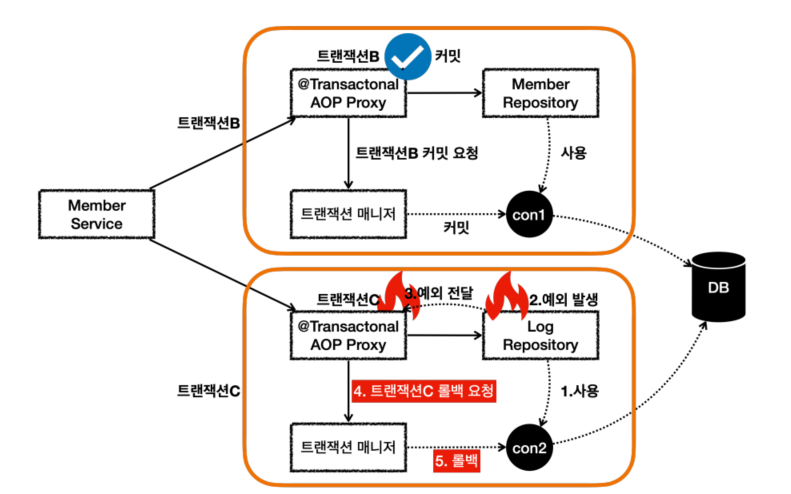 트랜잭션B 커밋
@Transactonal
AOP Proxy
Member
Repository
트랜잭션B
트랜잭션B 커밋 요청
사용
Member
Service
트랜잭션 매니저
커밋
con1
DB
트랜잭션C
3.예외 전달
2.예외 발생
@Transactonal
AOP Proxy
Log
Repository
트랜잭션C
4. 트랜잭션C 롤백 요청
1.사용
트랜잭션 매니저
5. 롤백
con2